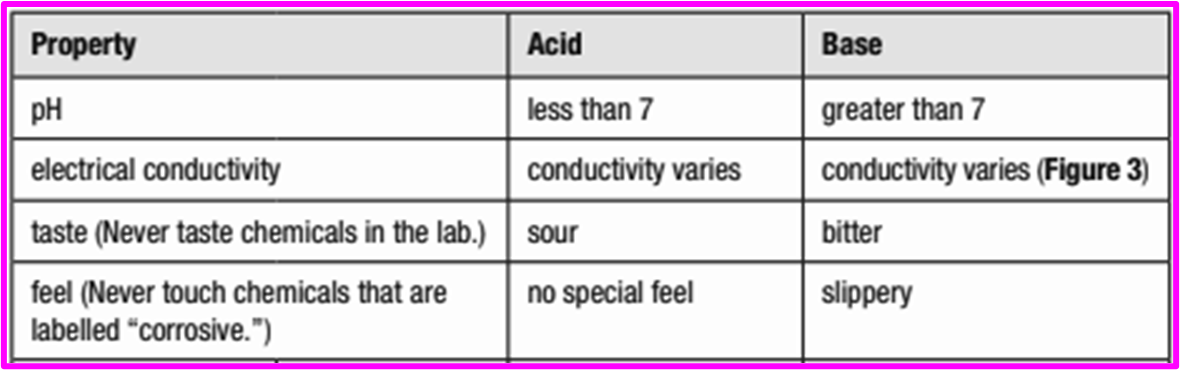 Property Acid Base
pH less than 7 greater than 7
electrical conductivity conductivity varies conductivity varies (Figure 3)
taste (Never taste chemicals in the lab.) sour bitter
feel (Never touch chemicals that are no special feel slippery
labelled “corrosive.”)